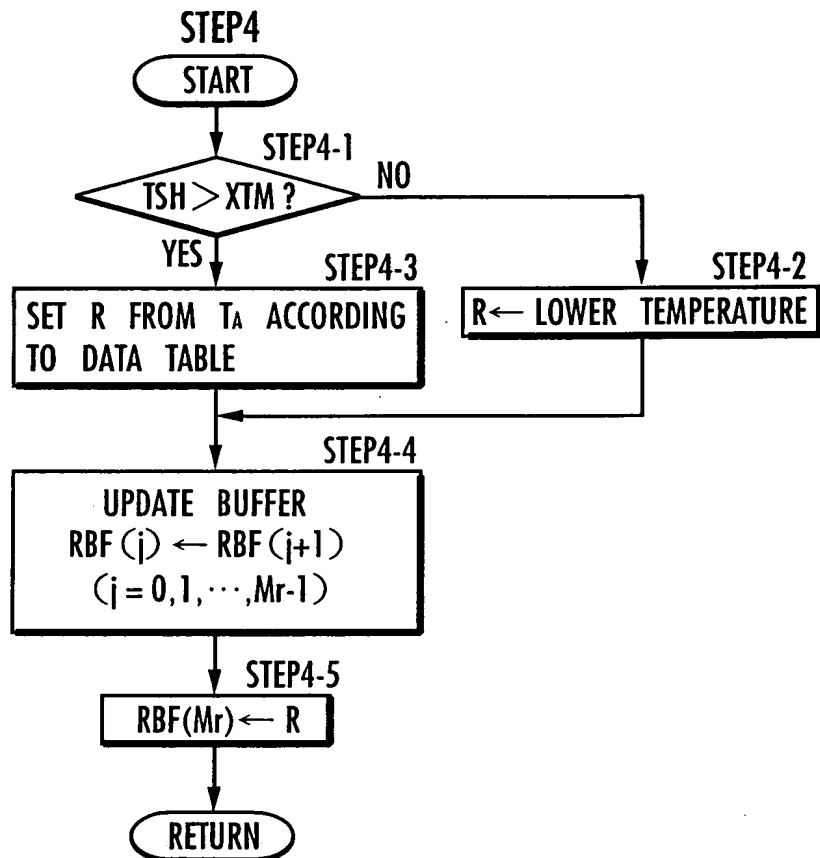 STEP4
START
STEP4-1
TSH > XTM ?
NO
YES
STEP4-3
SET R FROM TA ACCORDING
TO DATA TABLE
STEP4-2
R← LOWER TEMPERATURE
STEP4-4
UPDATE BUFFER
RBF (j) ← RBF (j+1)
(j = 0,1, ···,Mr-1)
STEP4-5
RBF(Mr) ← R
RETURN